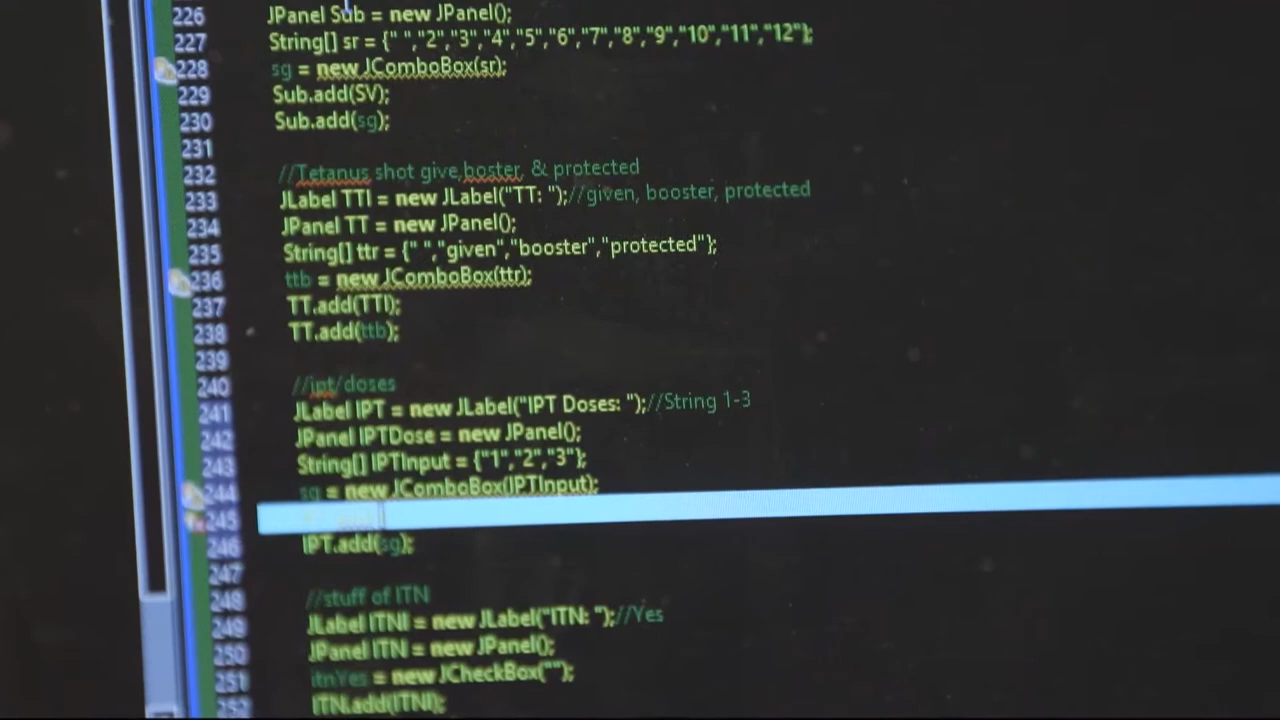 226 JPanel Sub = new JPanel();
227 String[] sr = {" ","2","3","4","5","6","7","8","9","10","11","12"};
228 sg = new JComboBox(sr);
229 Sub.add(SV);
230 Sub.add(sg);
231
232 //Tetanus shot give,boster, & protected
233 JLabel TTl = new JLabel("TT: ");//given, booster, protected
234 JPanel TT = new JPanel();
235 String[] ttr = {" ","given","booster","protected"};
236 ttb = new JComboBox(ttr);
237 TT.add(TTl);
238 TT.add(ttb);
239
240 //ipt/doses
241 JLabel IPT = new JLabel("IPT Doses: ");//String 1-3
242 JPanel IPTDose = new JPanel();
243 String[] IPTInput = {"1","2","3"};
244 sg = new JComboBox(IPTInput);
245
246 IPT.add(sg);
247
248 //stuff of ITN
249 JLabel ITNl = new JLabel("ITN: ");//Yes
250 JPanel ITN = new JPanel();
251 itnYes = new JCheckBox("");
252 ITN.add(ITNl);